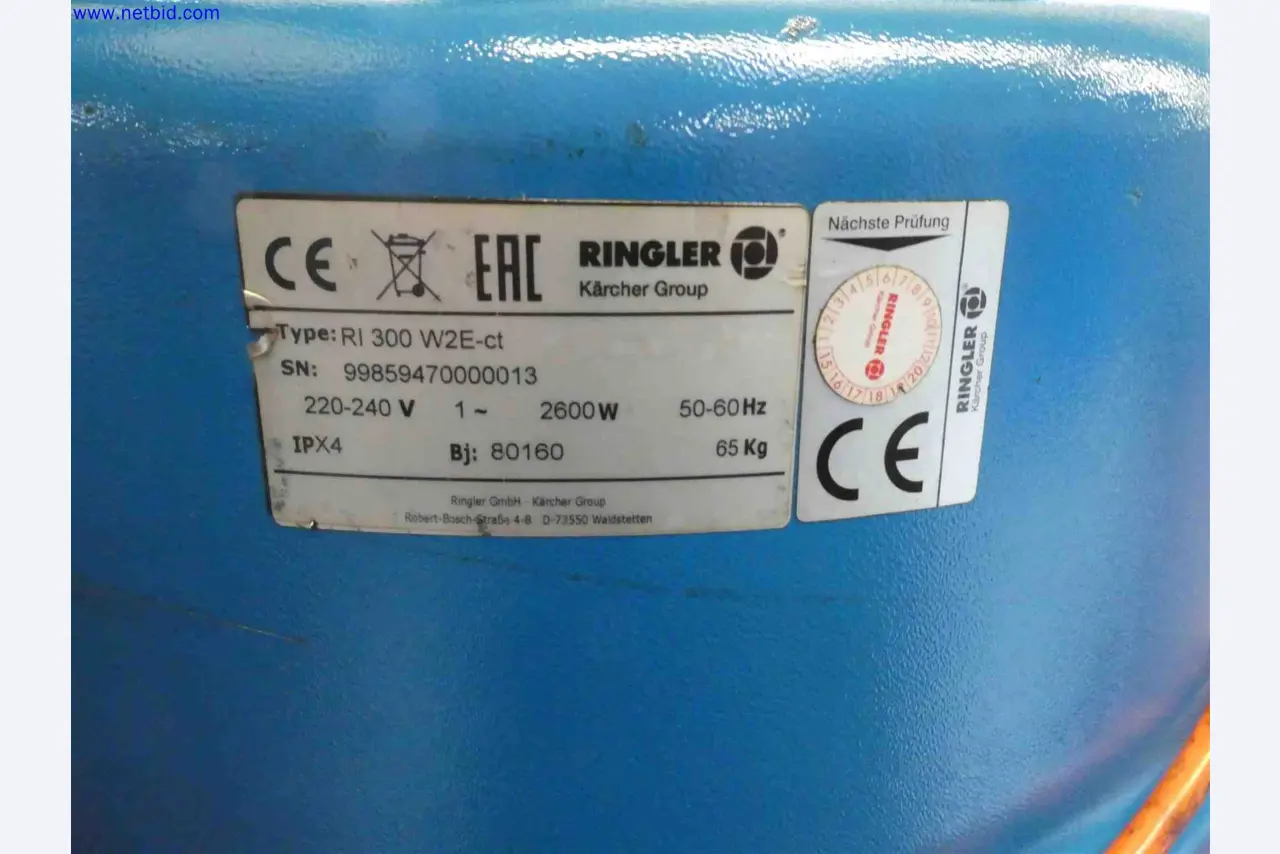 www.netbid.com
CE EAC RINGLER®
Kärcher Group
Type: RI 300 W2E-ct
SN: 99859470000013
220-240 V 1 ~ 2600 W 50-60 Hz
IPX4 Bj: 80160 65 Kg
Ringler GmbH · Kärcher Group
Robert-Bosch-Straße 4-8 D-73550 Waldstetten
Nächste Prüfung
1 2 3 4 5 6 7 8 9 10 11 12
15 16 17 18 19 20
RINGLER
Kärcher Group
CE
RINGLER®
Kärcher Group